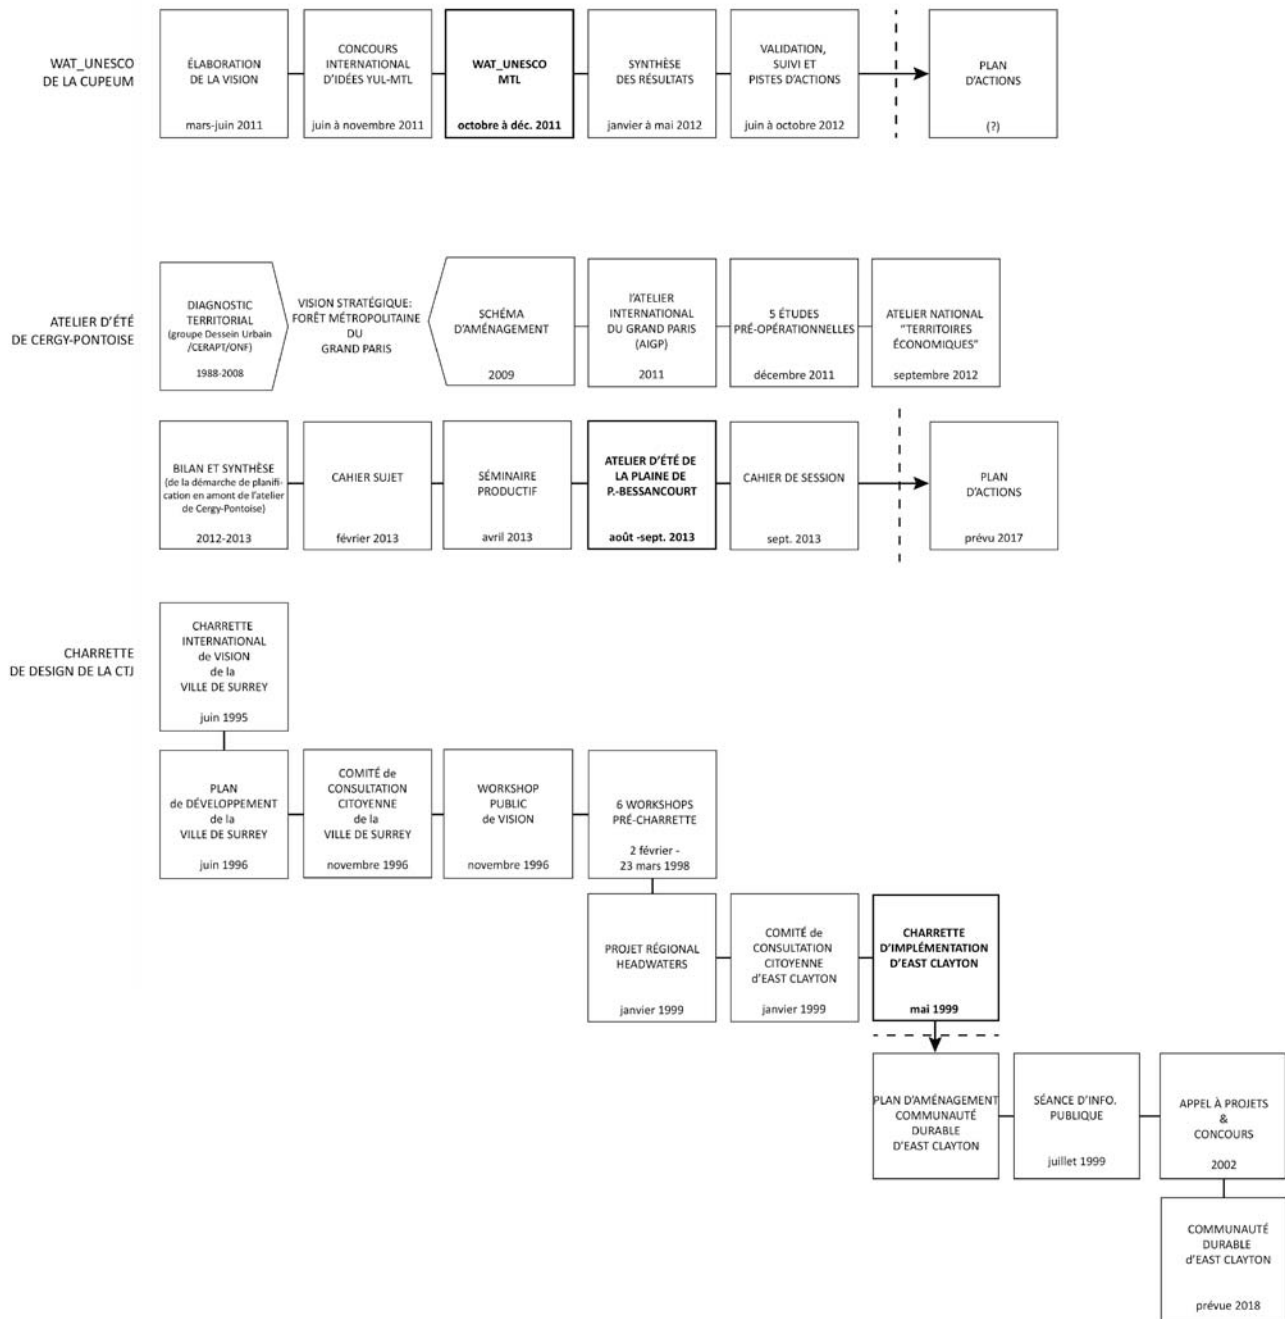 WAT_UNESCO
DE LA CUPEUM
ÉLABORATION
DE LA VISION
mars-juin 2011
CONCOURS
INTERNATIONAL
D'IDÉES YUL-MTL
juin à novembre 2011
WAT_UNESCO
MTL
octobre à déc. 2011
SYNTHÈSE
DES RÉSULTATS
janvier à mai 2012
VALIDATION,
SUIVI ET
PISTES D'ACTIONS
juin à octobre 2012
PLAN
D'ACTIONS
(?)
ATELIER D'ÉTÉ
DE CERGY-PONTOISE
DIAGNOSTIC
TERRITORIAL
(groupe Dessein Urbain
/CERAPT/ONF)
1988-2008
VISION STRATÉGIQUE:
FORÊT MÉTROPOLITAINE
DU
GRAND PARIS
SCHÉMA
D'AMÉNAGEMENT
2009
l'ATELIER
INTERNATIONAL
DU GRAND PARIS
(AIGP)
2011
5 ÉTUDES
PRÉ-OPÉRATIONNELLES
décembre 2011
ATELIER NATIONAL
"TERRITOIRES
ÉCONOMIQUES"
septembre 2012
BILAN ET SYNTHÈSE
(de la démarche de planifi-
cation en amont de l'atelier
de Cergy-Pontoise)
2012-2013
CAHIER SUJET
février 2013
SÉMINAIRE
PRODUCTIF
avril 2013
ATELIER D'ÉTÉ DE
LA PLAINE DE
P.-BESSANCOURT
août -sept. 2013
CAHIER DE SESSION
sept. 2013
PLAN
D'ACTIONS
prévu 2017
CHARRETTE
DE DESIGN DE LA CTJ
CHARRETTE
INTERNATIONAL
de VISION
de la
VILLE DE SURREY
juin 1995
PLAN
de DÉVELOPPEMENT
de la
VILLE DE SURREY
juin 1996
COMITÉ de
CONSULTATION
CITOYENNE
de la
VILLE DE SURREY
novembre 1996
WORKSHOP
PUBLIC
de VISION
novembre 1996
6 WORKSHOPS
PRÉ-CHARRETTE
2 février -
23 mars 1998
PROJET RÉGIONAL
HEADWATERS
janvier 1999
COMITÉ de
CONSULTATION
CITOYENNE
d'EAST CLAYTON
janvier 1999
CHARRETTE
D'IMPLÉMENTATION
D'EAST CLAYTON
mai 1999
PLAN D'AMÉNAGEMENT
COMMUNAUTÉ
DURABLE
D'EAST CLAYTON
SÉANCE D'INFO.
PUBLIQUE
juillet 1999
APPEL À PROJETS
&
CONCOURS
2002
COMMUNAUTÉ
DURABLE
d'EAST CLAYTON
prévue 2018